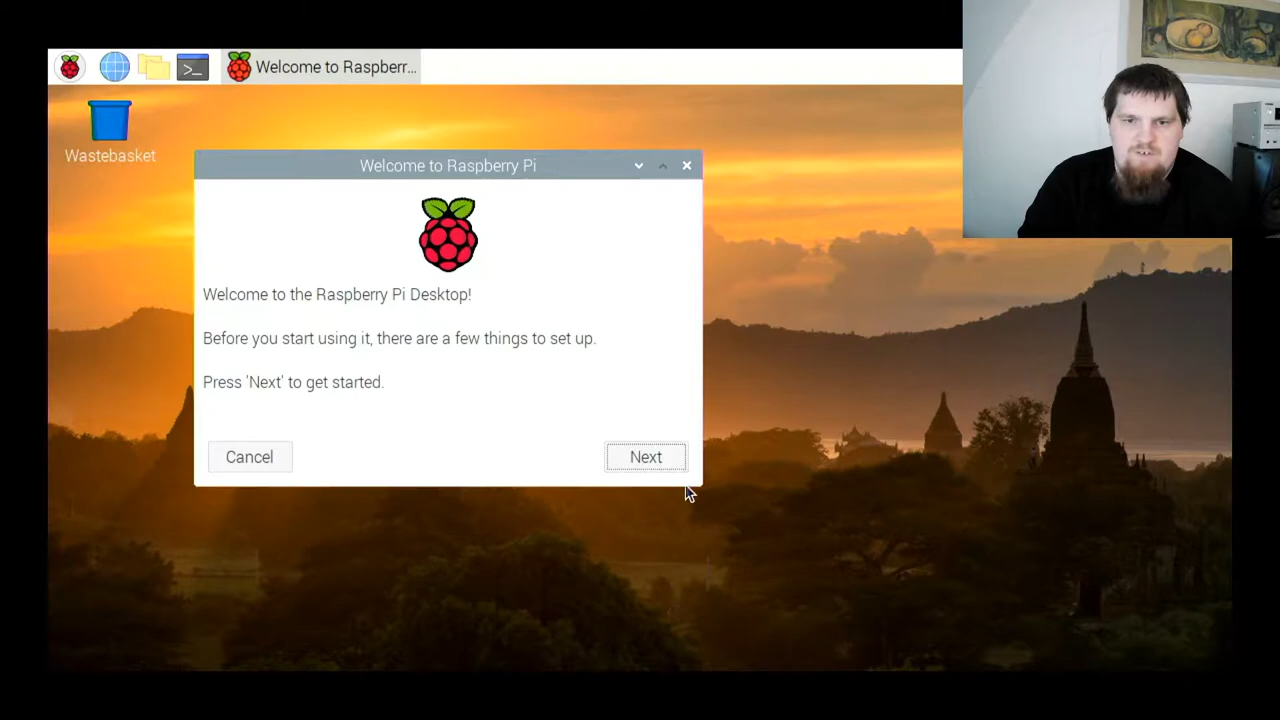 Welcome to Raspberr...
Wastebasket
Welcome to Raspberry Pi
Welcome to the Raspberry Pi Desktop!
Before you start using it, there are a few things to set up.
Press 'Next' to get started.
Cancel
Next